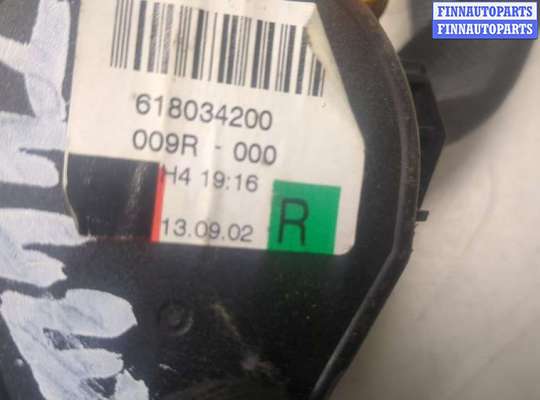 FINNAUTOPARTS
FINNAUTOPARTS
618034200
009R - 000
H4 19:16
13.09.02
R